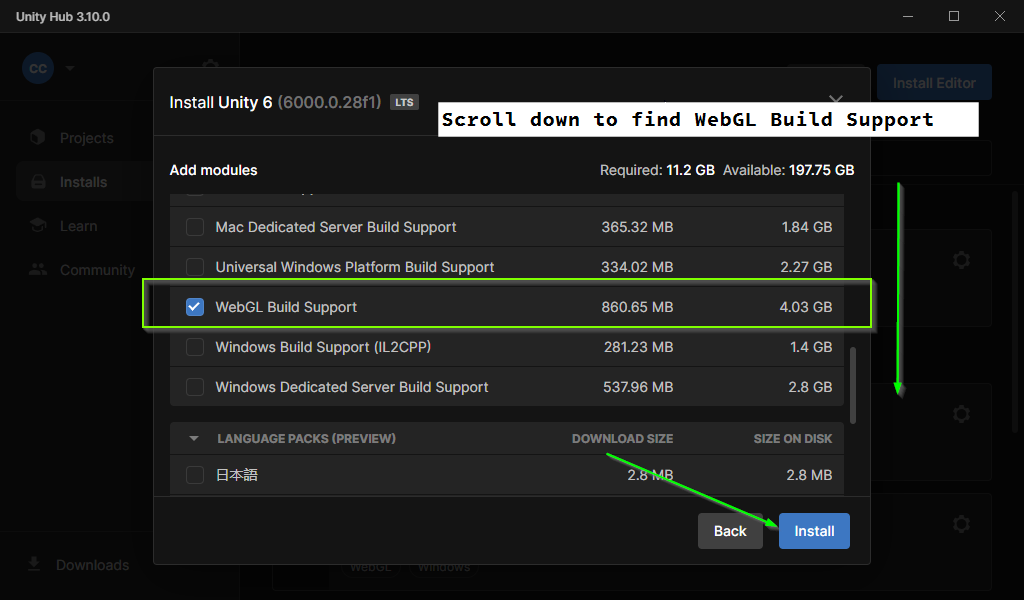 Unity Hub 3.10.0
CC
Install Editor
Install Unity 6 (6000.0.28f1) LTS
Scroll down to find WebGL Build Support
Projects
Installs
Learn
Community
Downloads
Add modules
Required: 11.2 GB Available: 197.75 GB
Mac Dedicated Server Build Support 365.32 MB 1.84 GB
Universal Windows Platform Build Support 334.02 MB 2.27 GB
WebGL Build Support 860.65 MB 4.03 GB
Windows Build Support (IL2CPP) 281.23 MB 1.4 GB
Windows Dedicated Server Build Support 537.96 MB 2.8 GB
LANGUAGE PACKS (PREVIEW) DOWNLOAD SIZE SIZE ON DISK
日本語 2.8 MB 2.8 MB
Back Install
WebGL Windows